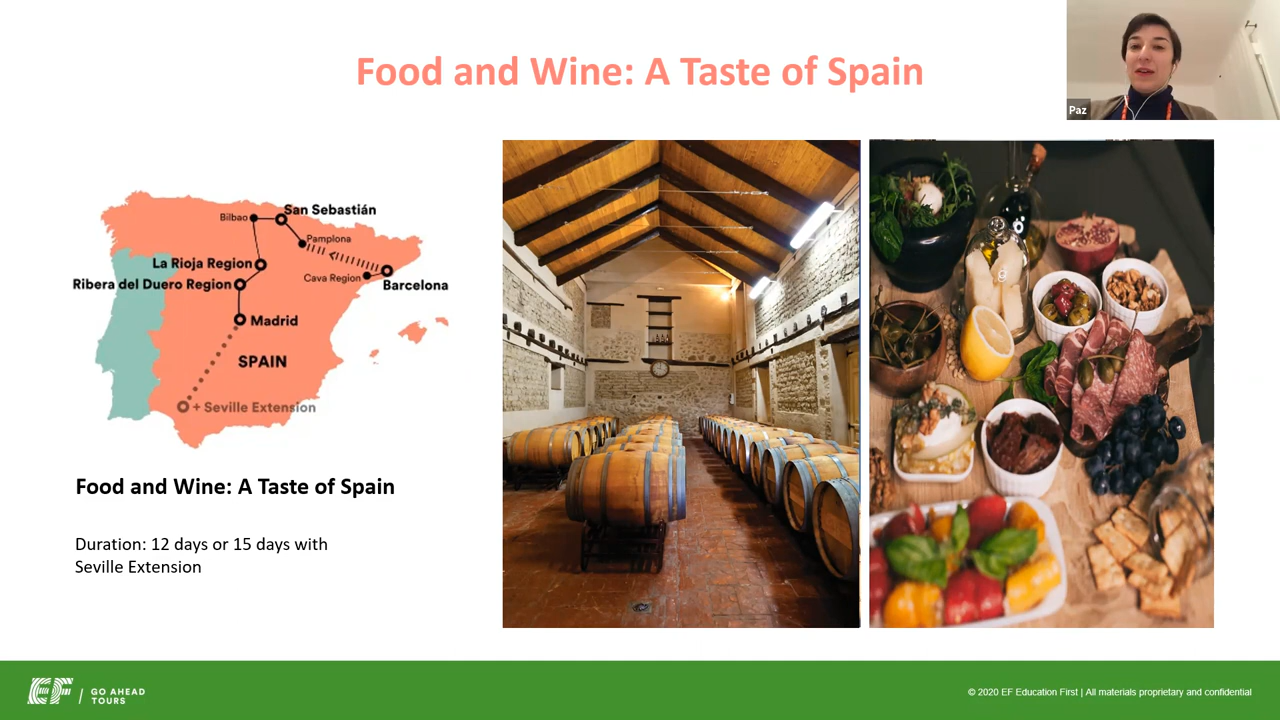 Food and Wine: A Taste of Spain
Paz
San Sebastián
Bilbao
Pamplona
La Rioja Region
Cava Region
Ribera del Duero Region
Barcelona
Madrid
SPAIN
+ Seville Extension
Food and Wine: A Taste of Spain
Duration: 12 days or 15 days with
Seville Extension
EF / GO AHEAD
TOURS
© 2020 EF Education First | All materials proprietary and confidential